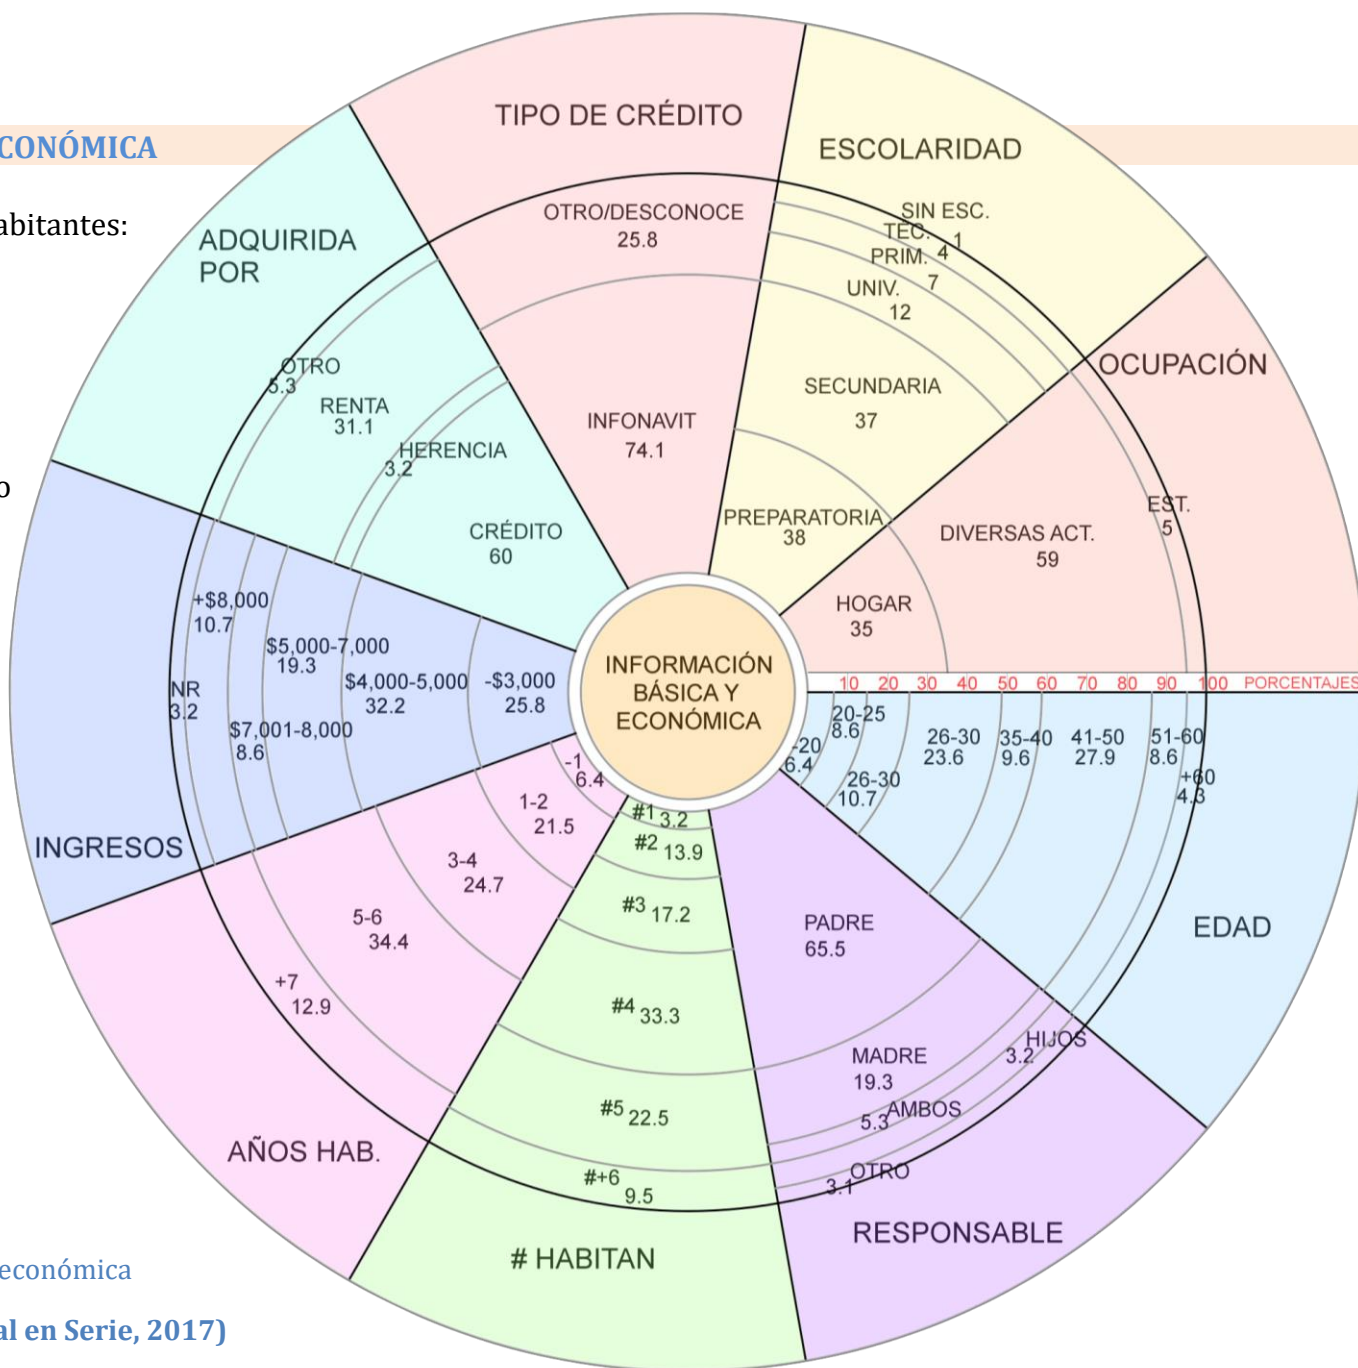 CONÓMICA
abitantes:
o
económica
al en Serie, 2017)
TIPO DE CRÉDITO
OTRO/DESCONOCE
25.8
INFONAVIT
74.1
ESCOLARIDAD
SIN ESC.
1
TEC.
4
PRIM.
7
UNIV.
12
SECUNDARIA
37
PREPARATORIA
38
OCUPACIÓN
EST.
5
DIVERSAS ACT.
59
HOGAR
35
10 20 30 40 50 60 70 80 90 100 PORCENTAJES
EDAD
-20
6.4
20-25
8.6
26-30
10.7
26-30
23.6
35-40
9.6
41-50
27.9
51-60
8.6
+60
4.3
RESPONSABLE
PADRE
65.5
MADRE
19.3
AMBOS
5.3
HIJOS
3.2
OTRO
3.1
# HABITAN
#1 3.2
#2 13.9
#3 17.2
#4 33.3
#5 22.5
#+6
9.5
AÑOS HAB.
-1
6.4
1-2
21.5
3-4
24.7
5-6
34.4
+7
12.9
INGRESOS
-$3,000
25.8
$4,000-5,000
32.2
$5,000-7,000
19.3
$7,001-8,000
8.6
+$8,000
10.7
NR
3.2
ADQUIRIDA
POR
OTRO
5.3
RENTA
31.1
HERENCIA
3.2
CRÉDITO
60
INFORMACIÓN
BÁSICA Y
ECONÓMICA